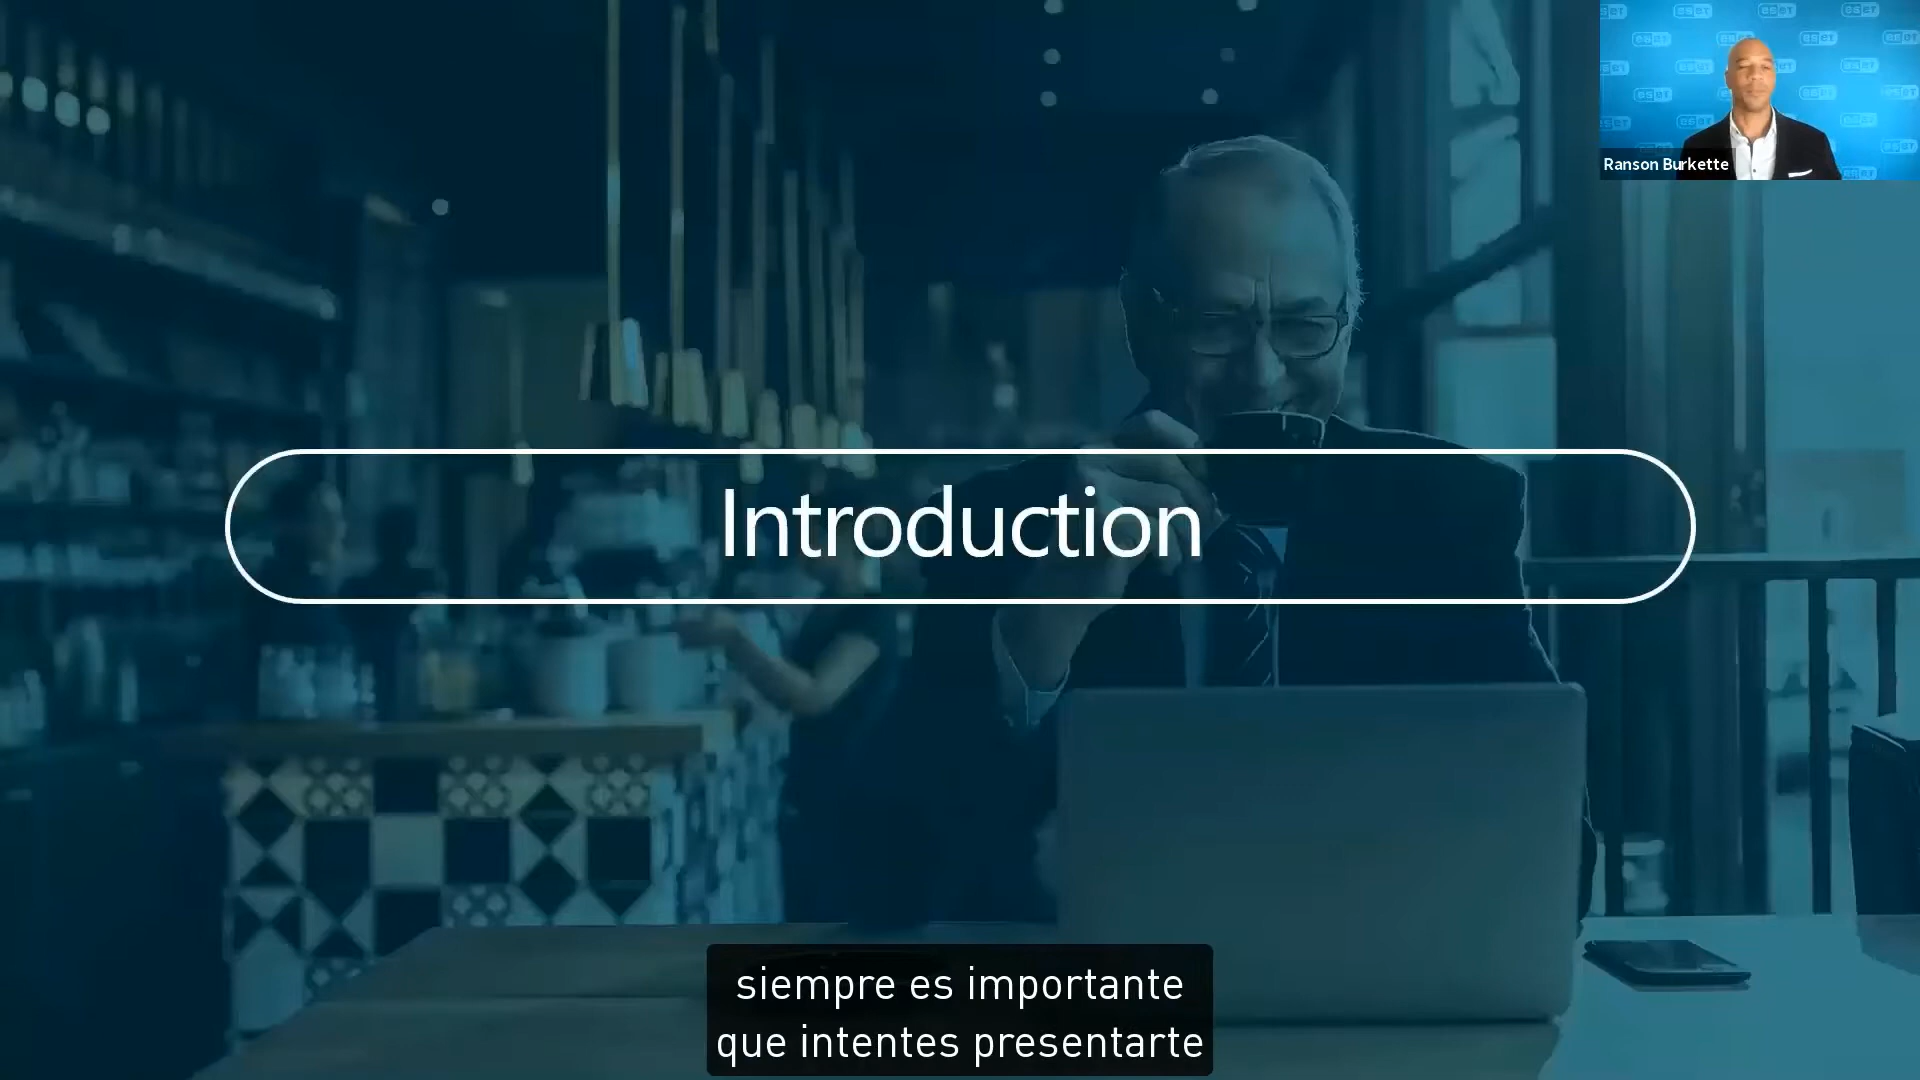 Ranson Burkette
Introduction
siempre es importante
que intentes presentarte